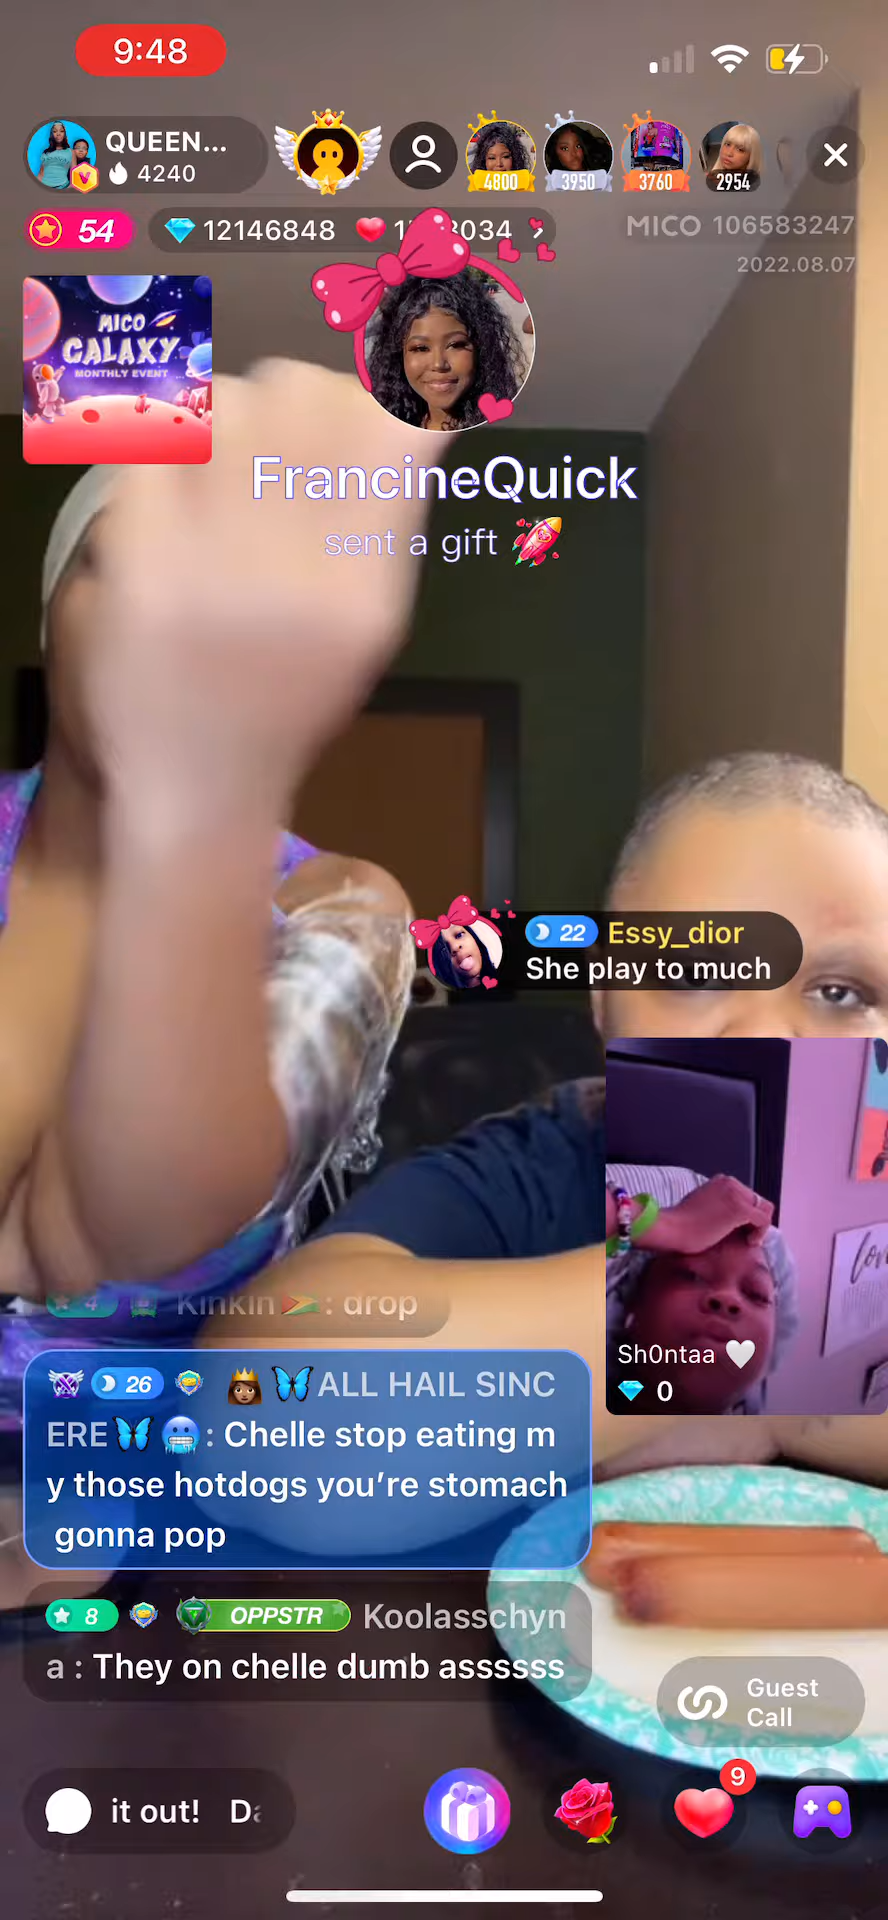 9:48
QUEEN...
4240
4800
3950
3760
2954
54
12146848
MICO 106583247
2022.08.07
MICO
GALAXY
MONTHLY EVENT
FrancineQuick
sent a gift
22 Essy_dior
She play to much
4 Kinkin : drop
26 ALL HAIL SINC
ERE : Chelle stop eating m
y those hotdogs you’re stomach
gonna pop
8 OPPSTR Koolasschyn
a : They on chelle dumb assssss
Sh0ntaa
0
Guest
Call
it out!
9